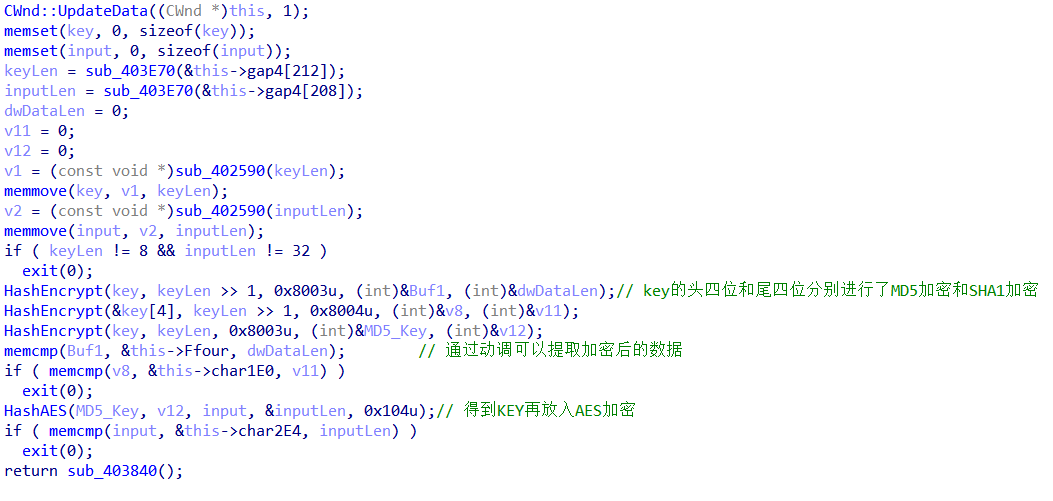 CWnd::UpdateData((CWnd *)this, 1);
memset(key, 0, sizeof(key));
memset(input, 0, sizeof(input));
keyLen = sub_403E70(&this->gap4[212]);
inputLen = sub_403E70(&this->gap4[208]);
dwDataLen = 0;
v11 = 0;
v12 = 0;
v1 = (const void *)sub_402590(keyLen);
memmove(key, v1, keyLen);
v2 = (const void *)sub_402590(inputLen);
memmove(input, v2, inputLen);
if ( keyLen != 8 && inputLen != 32 )
  exit(0);
HashEncrypt(key, keyLen >> 1, 0x8003u, (int)&Buf1, (int)&dwDataLen);// key的头四位和尾四位分别进行了MD5加密和SHA1加密
HashEncrypt(&key[4], keyLen >> 1, 0x8004u, (int)&v8, (int)&v11);
HashEncrypt(key, keyLen, 0x8003u, (int)&MD5_Key, (int)&v12);
memcmp(Buf1, &this->Ffour, dwDataLen);         // 通过动调可以提取加密后的数据
if ( memcmp(v8, &this->char1E0, v11) )
  exit(0);
HashAES(MD5_Key, v12, input, &inputLen, 0x104u);// 得到KEY再放入AES加密
if ( memcmp(input, &this->char2E4, inputLen) )
  exit(0);
return sub_403840();